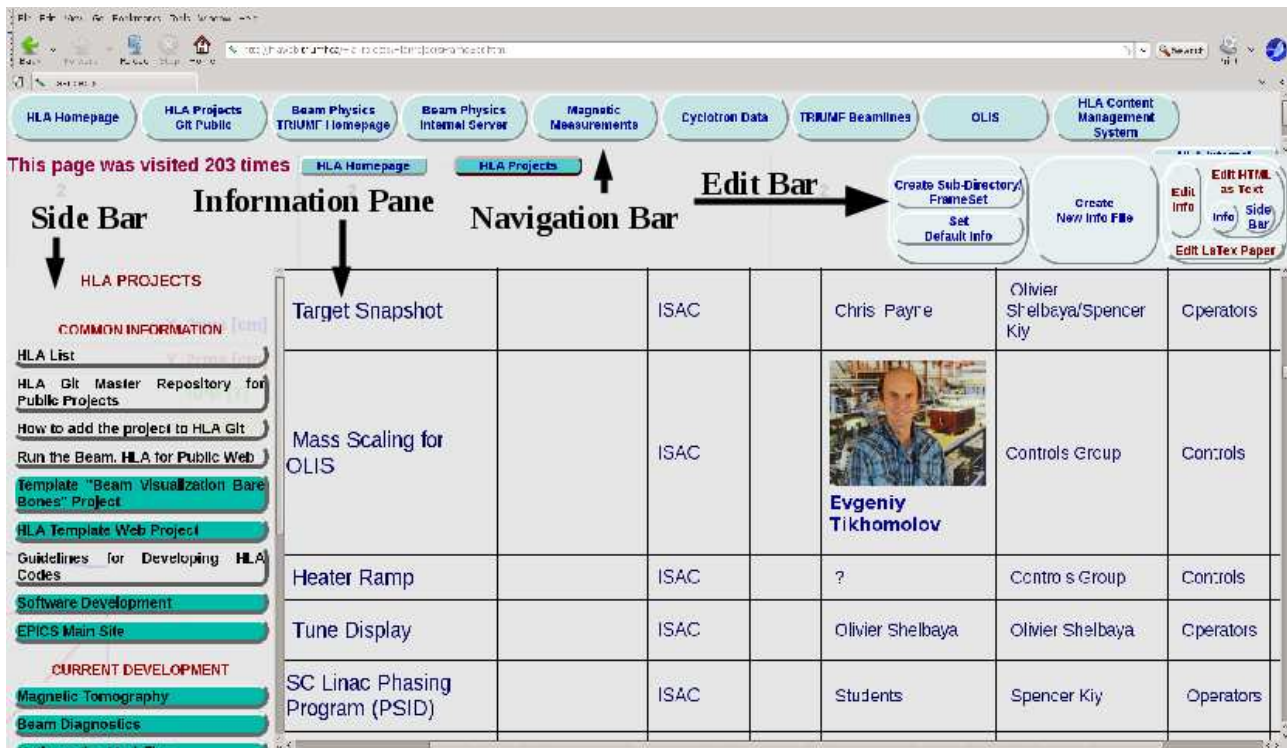 HLA Homepage
HLA Projects
Git Public
Beam Physics
TRIUMF Homepage
Beam Physics
Internal Server
Magnetic
Measurements
Cyclotron Data
TRIUMF Beamlines
OLIS
HLA Content
Management
System
This page was visited 203 times
HLA Homepage
HLA Projects
Side Bar
Information Pane
Navigation Bar
Edit Bar
Create Sub-Directory/
FrameSet
Set
Default Info
Create
New Info File
Edit
Info
Edit HTML
as Text
Info
Side
Bar
Edit LaTex Paper
HLA PROJECTS
COMMON INFORMATION
HLA List
HLA Git Master Repository for
Public Projects
How to add the project to HLA Git
Run the Beam. HLA for Public Web
Template "Beam Visualization Bare
Bones" Project
HLA Template Web Project
Guidelines for Developing HLA
Codes
Software Development
EPICS Main Site
CURRENT DEVELOPMENT
Magnetic Tomography
Beam Diagnostics
Target Snapshot
ISAC
Chris Payne
Olivier
Shelbaya/Spencer
Kiy
Operators
Mass Scaling for
OLIS
ISAC
Evgeniy
Tikhomolov
Controls Group
Controls
Heater Ramp
ISAC
?
Controls Group
Controls
Tune Display
ISAC
Olivier Shelbaya
Olivier Shelbaya
Operators
SC Linac Phasing
Program (PSID)
ISAC
Students
Spencer Kiy
Operators